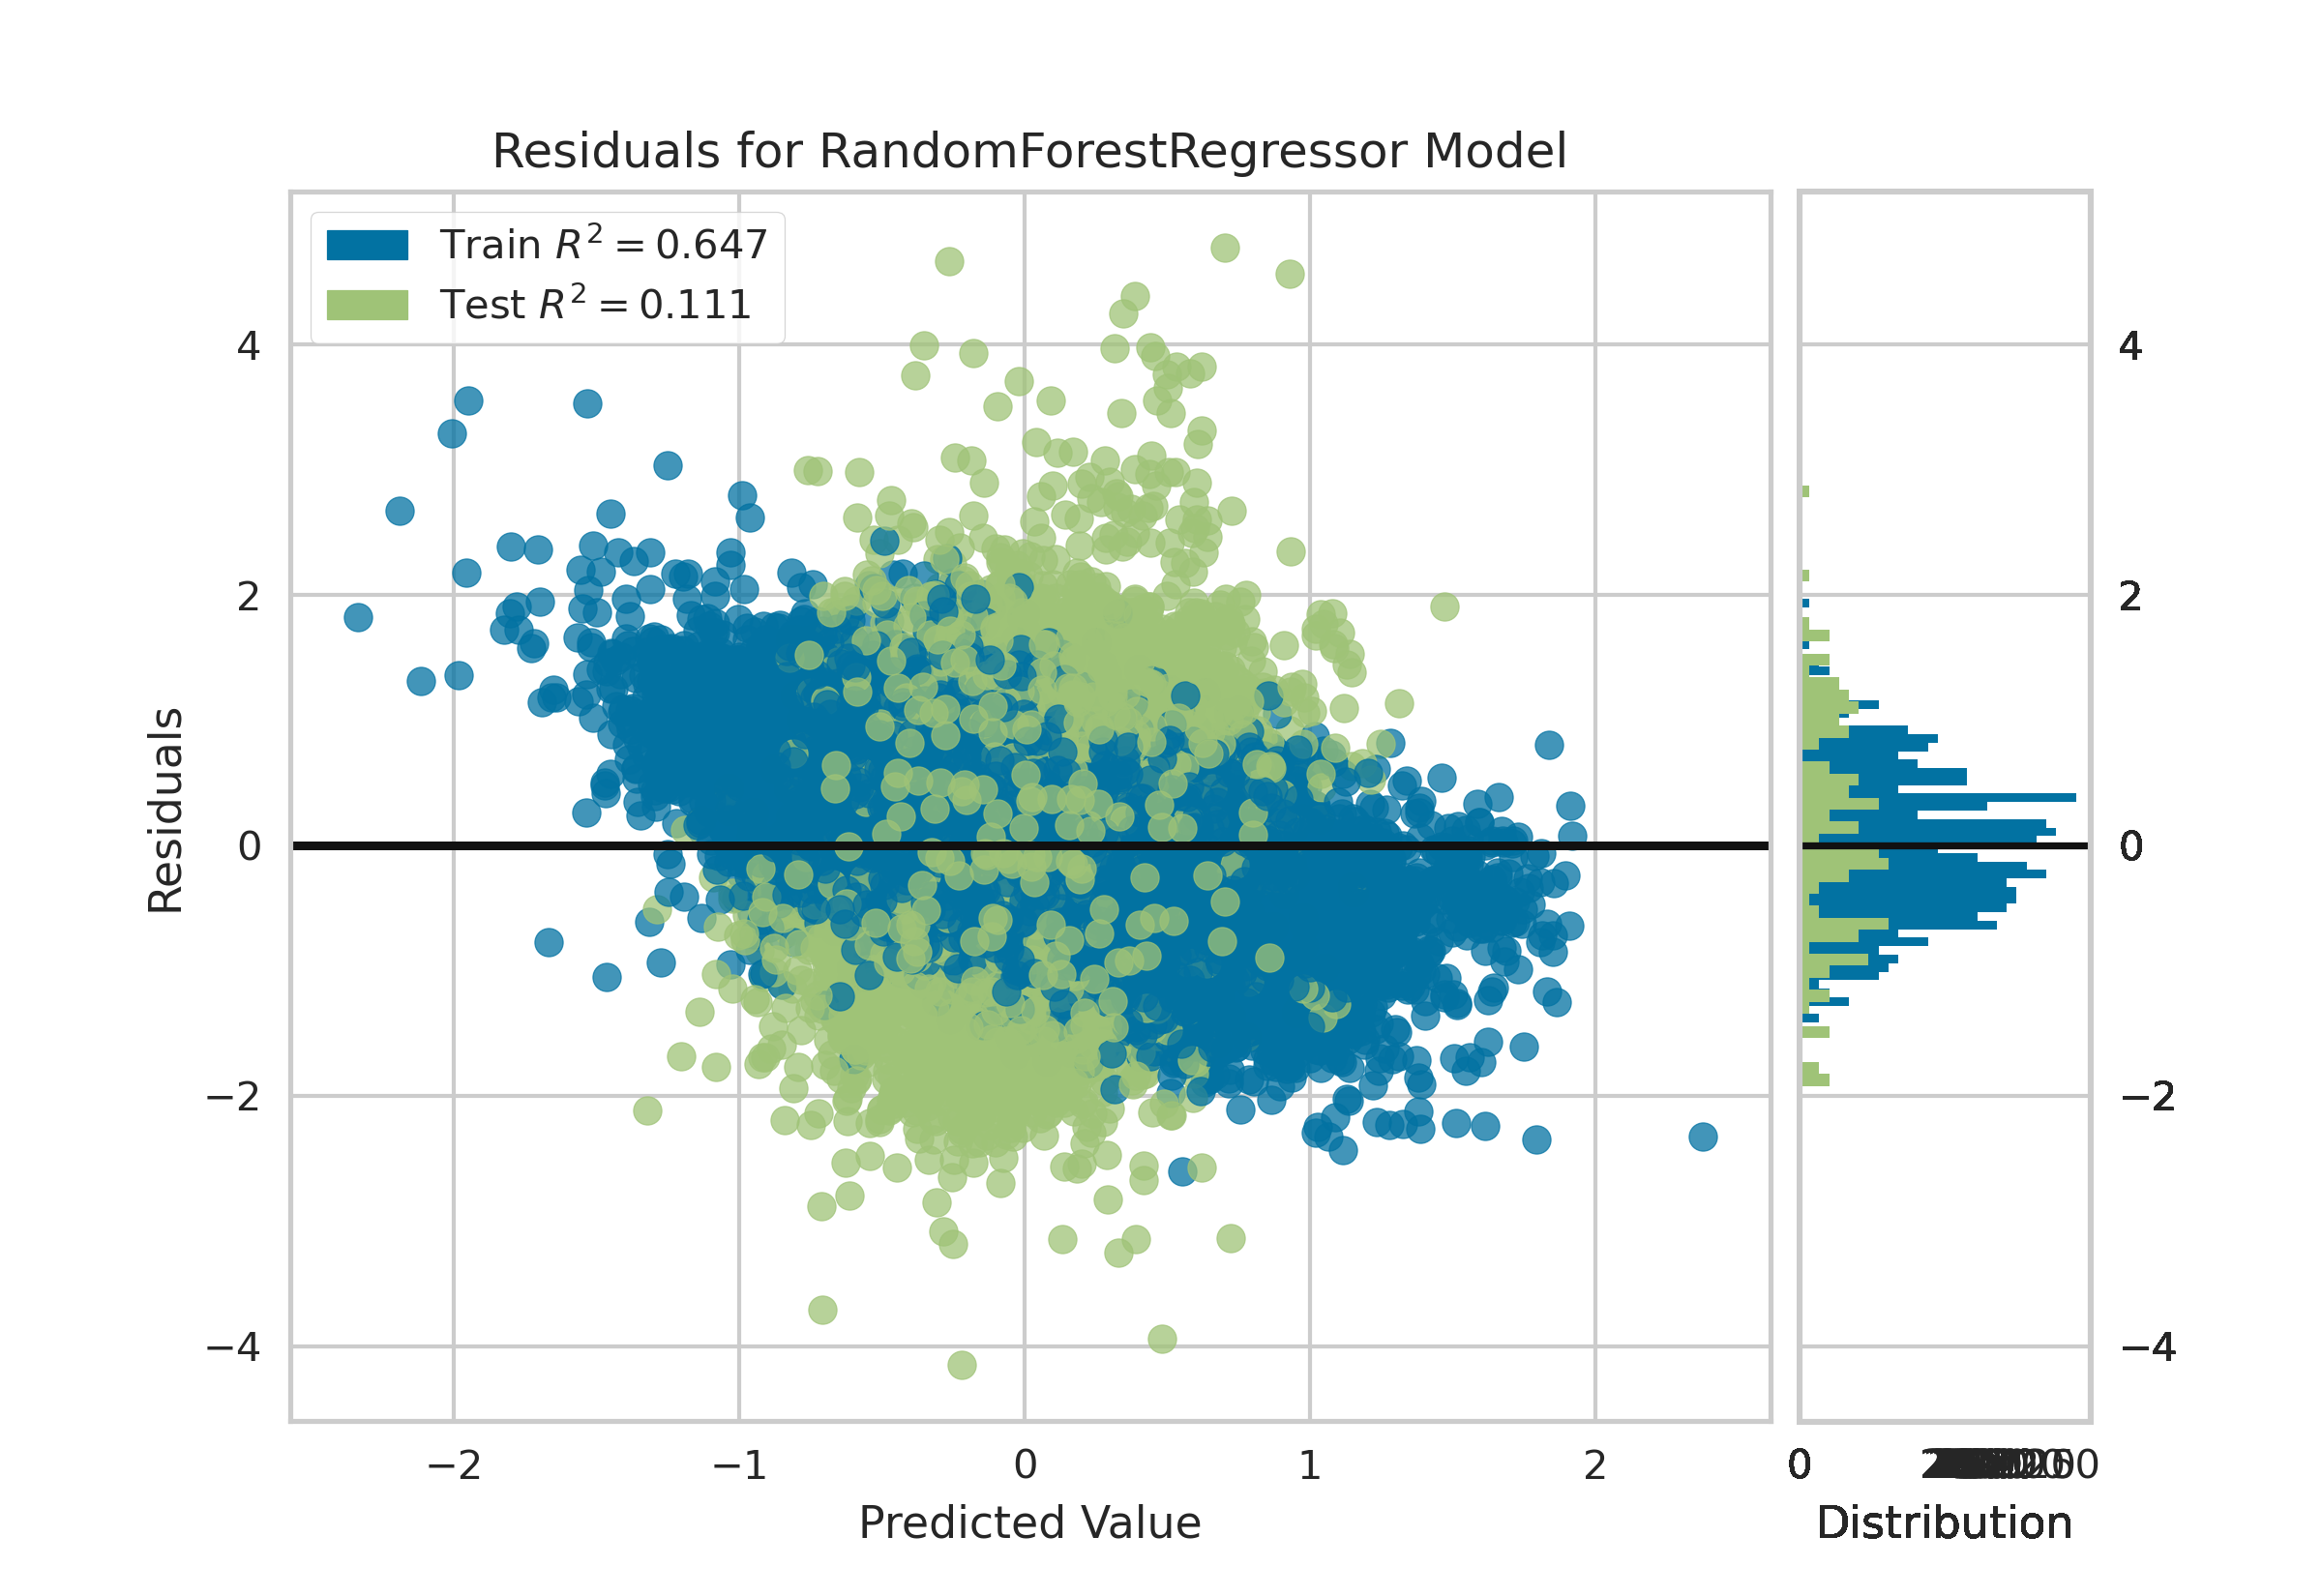 Residuals for RandomForestRegressor Model
Train R² = 0.647
Test R² = 0.111
4
2
0
−2
−4
Residuals
−2
−1
0
1
2
Predicted Value
4
2
0
−2
−4
0
Distribution